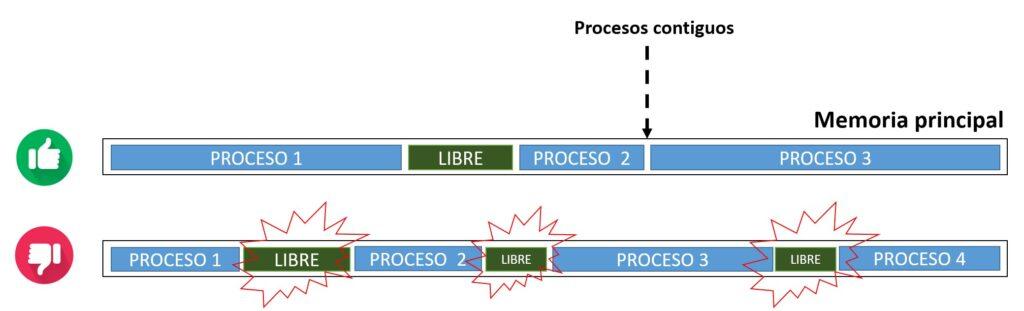 Procesos contiguos
Memoria principal
PROCESO 1 LIBRE PROCESO 2 PROCESO 3
PROCESO 1 LIBRE PROCESO 2 LIBRE PROCESO 3 LIBRE PROCESO 4